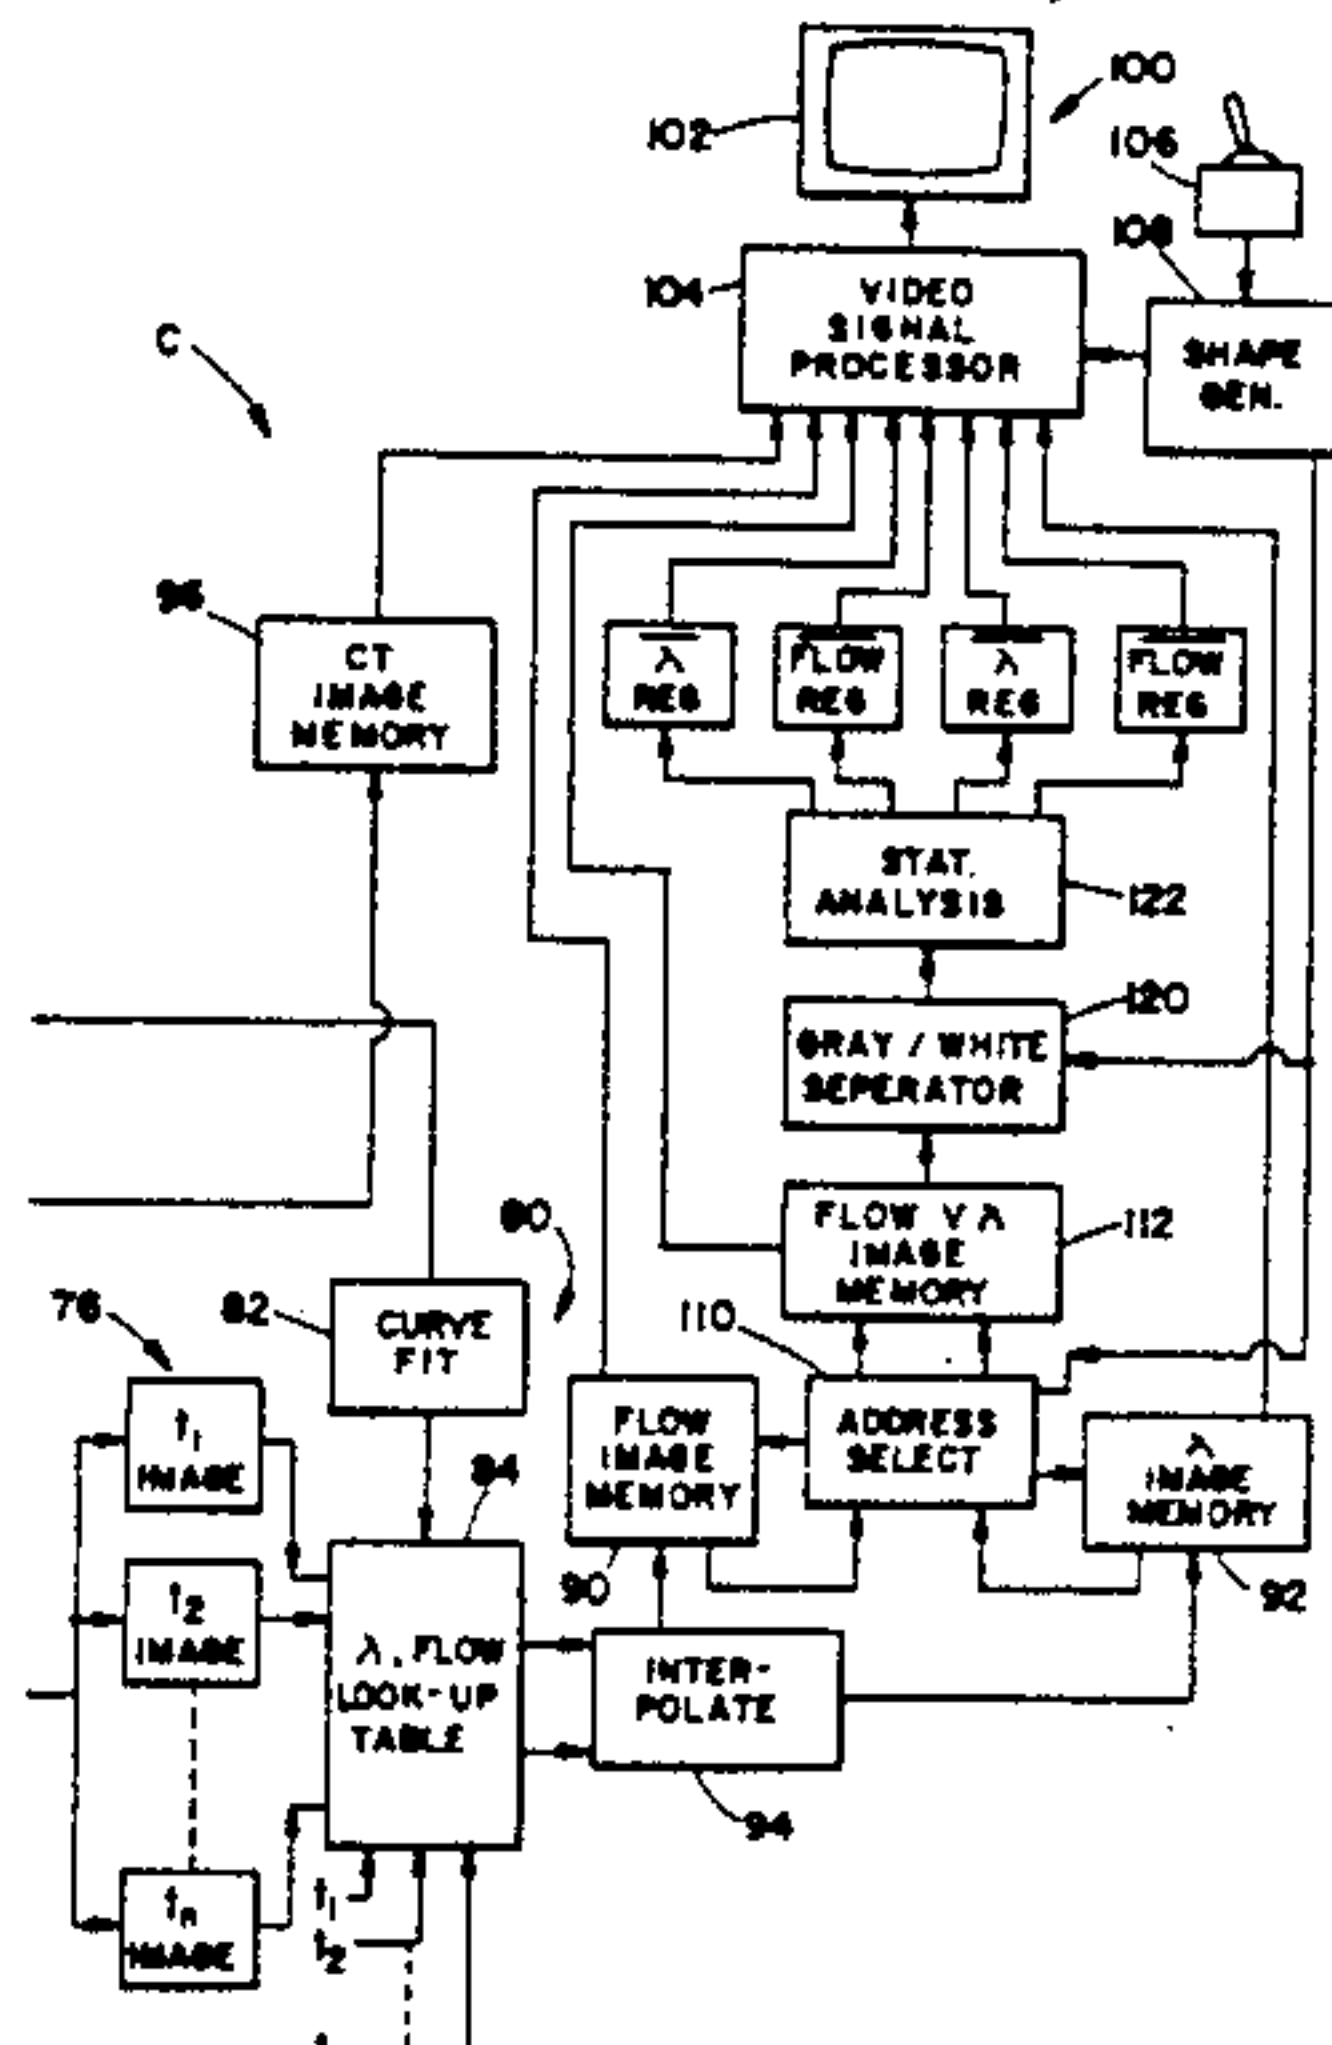 100
102
106
108
104
VIDEO
SIGNAL
PROCESSOR
SHAPE
GEN.
C
96
CT
IMAGE
MEMORY
λ
REG
FLOW
REG
λ
REG
FLOW
REG
STAT.
ANALYSIS
122
120
GRAY / WHITE
SEPERATOR
FLOW V λ
IMAGE
MEMORY
112
80
110
78
82
CURVE
FIT
t1
IMAGE
FLOW
IMAGE
MEMORY
ADDRESS
SELECT
λ
IMAGE
MEMORY
84
90
92
t2
IMAGE
λ, FLOW
LOOK-UP
TABLE
INTER-
POLATE
94
tn
IMAGE
t1
t2